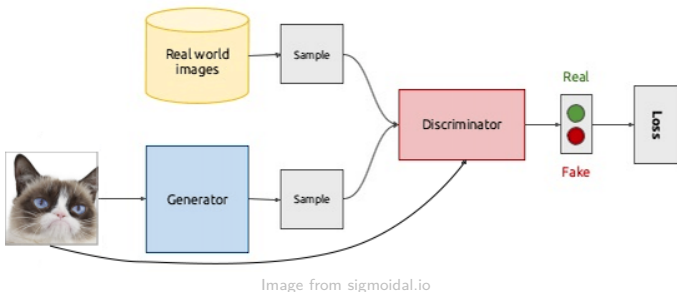 Real world
images
Sample
Real
Discriminator
Loss
Fake
Generator
Sample
Image from sigmoidal.io